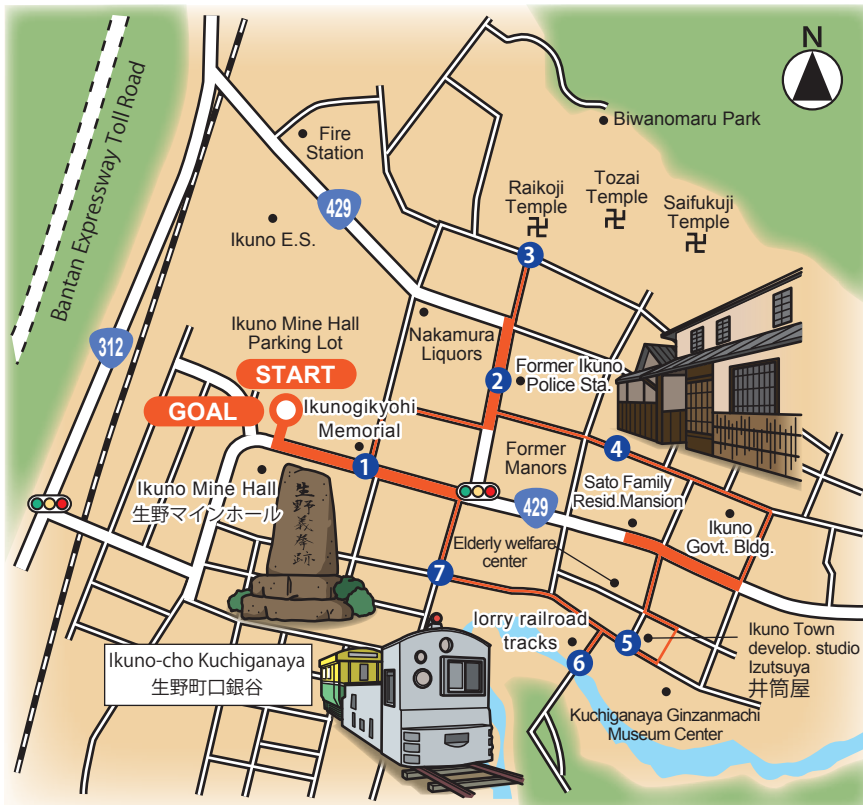 N
Bantan Expressway Toll Road
Fire
Station
429
Ikuno E.S.
312
Biwanomaru Park
Raikoji
Temple
Tozai
Temple
Saifukuji
Temple
卍
卍
卍
3
Ikuno Mine Hall
Parking Lot
START
GOAL
Nakamura
Liquors
2
Former Ikuno
Police Sta.
Ikunogikyohi
Memorial
1
4
Former
Manors
Sato Family
Resid.Mansion
Ikuno Mine Hall
生野マインホール
生野義挙跡
429
Ikuno
Govt. Bldg.
Elderly welfare
center
7
lorry railroad
tracks
5
6
Ikuno Town
develop. studio
Izutsuya
井筒屋
Ikuno-cho Kuchiganaya
生野町口銀谷
Kuchiganaya Ginzanmachi
Museum Center